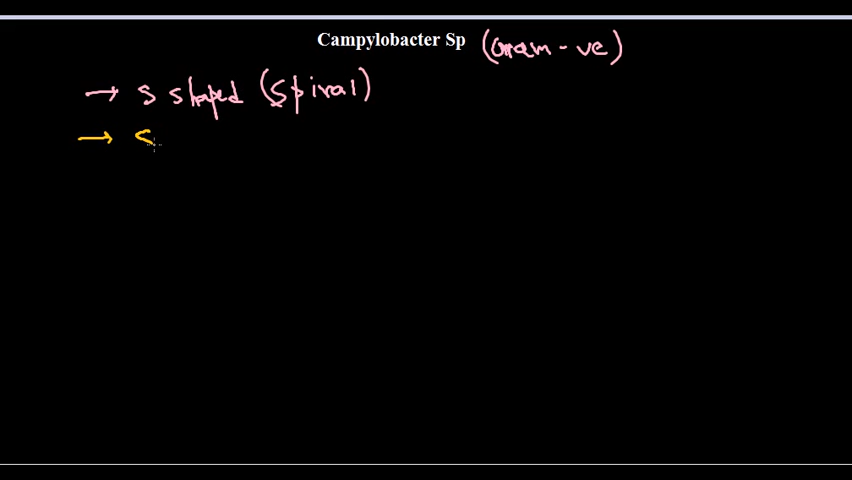 Campylobacter Sp (Gram -ve)
→ S shaped (Spiral)
→ S